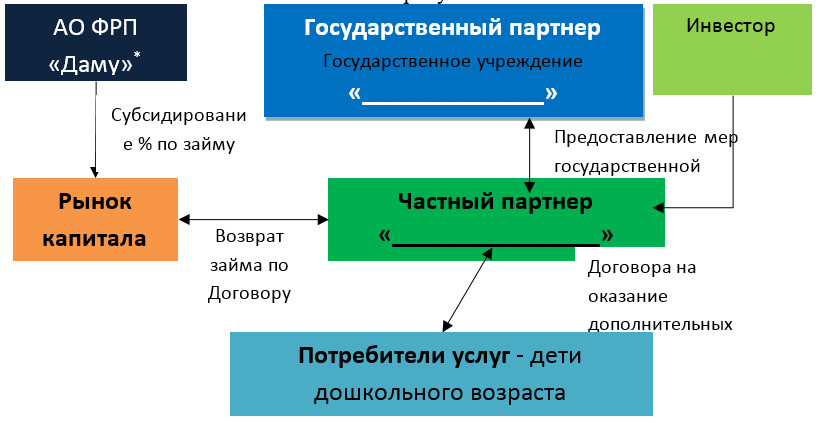 АО ФРП
«Даму»*
Государственный партнер
Государственное учреждение
«______________»
Инвестор
Субсидировани
е % по займу
Предоставление мер
государственной
Рынок
капитала
Частный партнер
«________________»
Возврат
займа по
Договору
Договора на
оказание
дополнительных
Потребители услуг - дети
дошкольного возраста